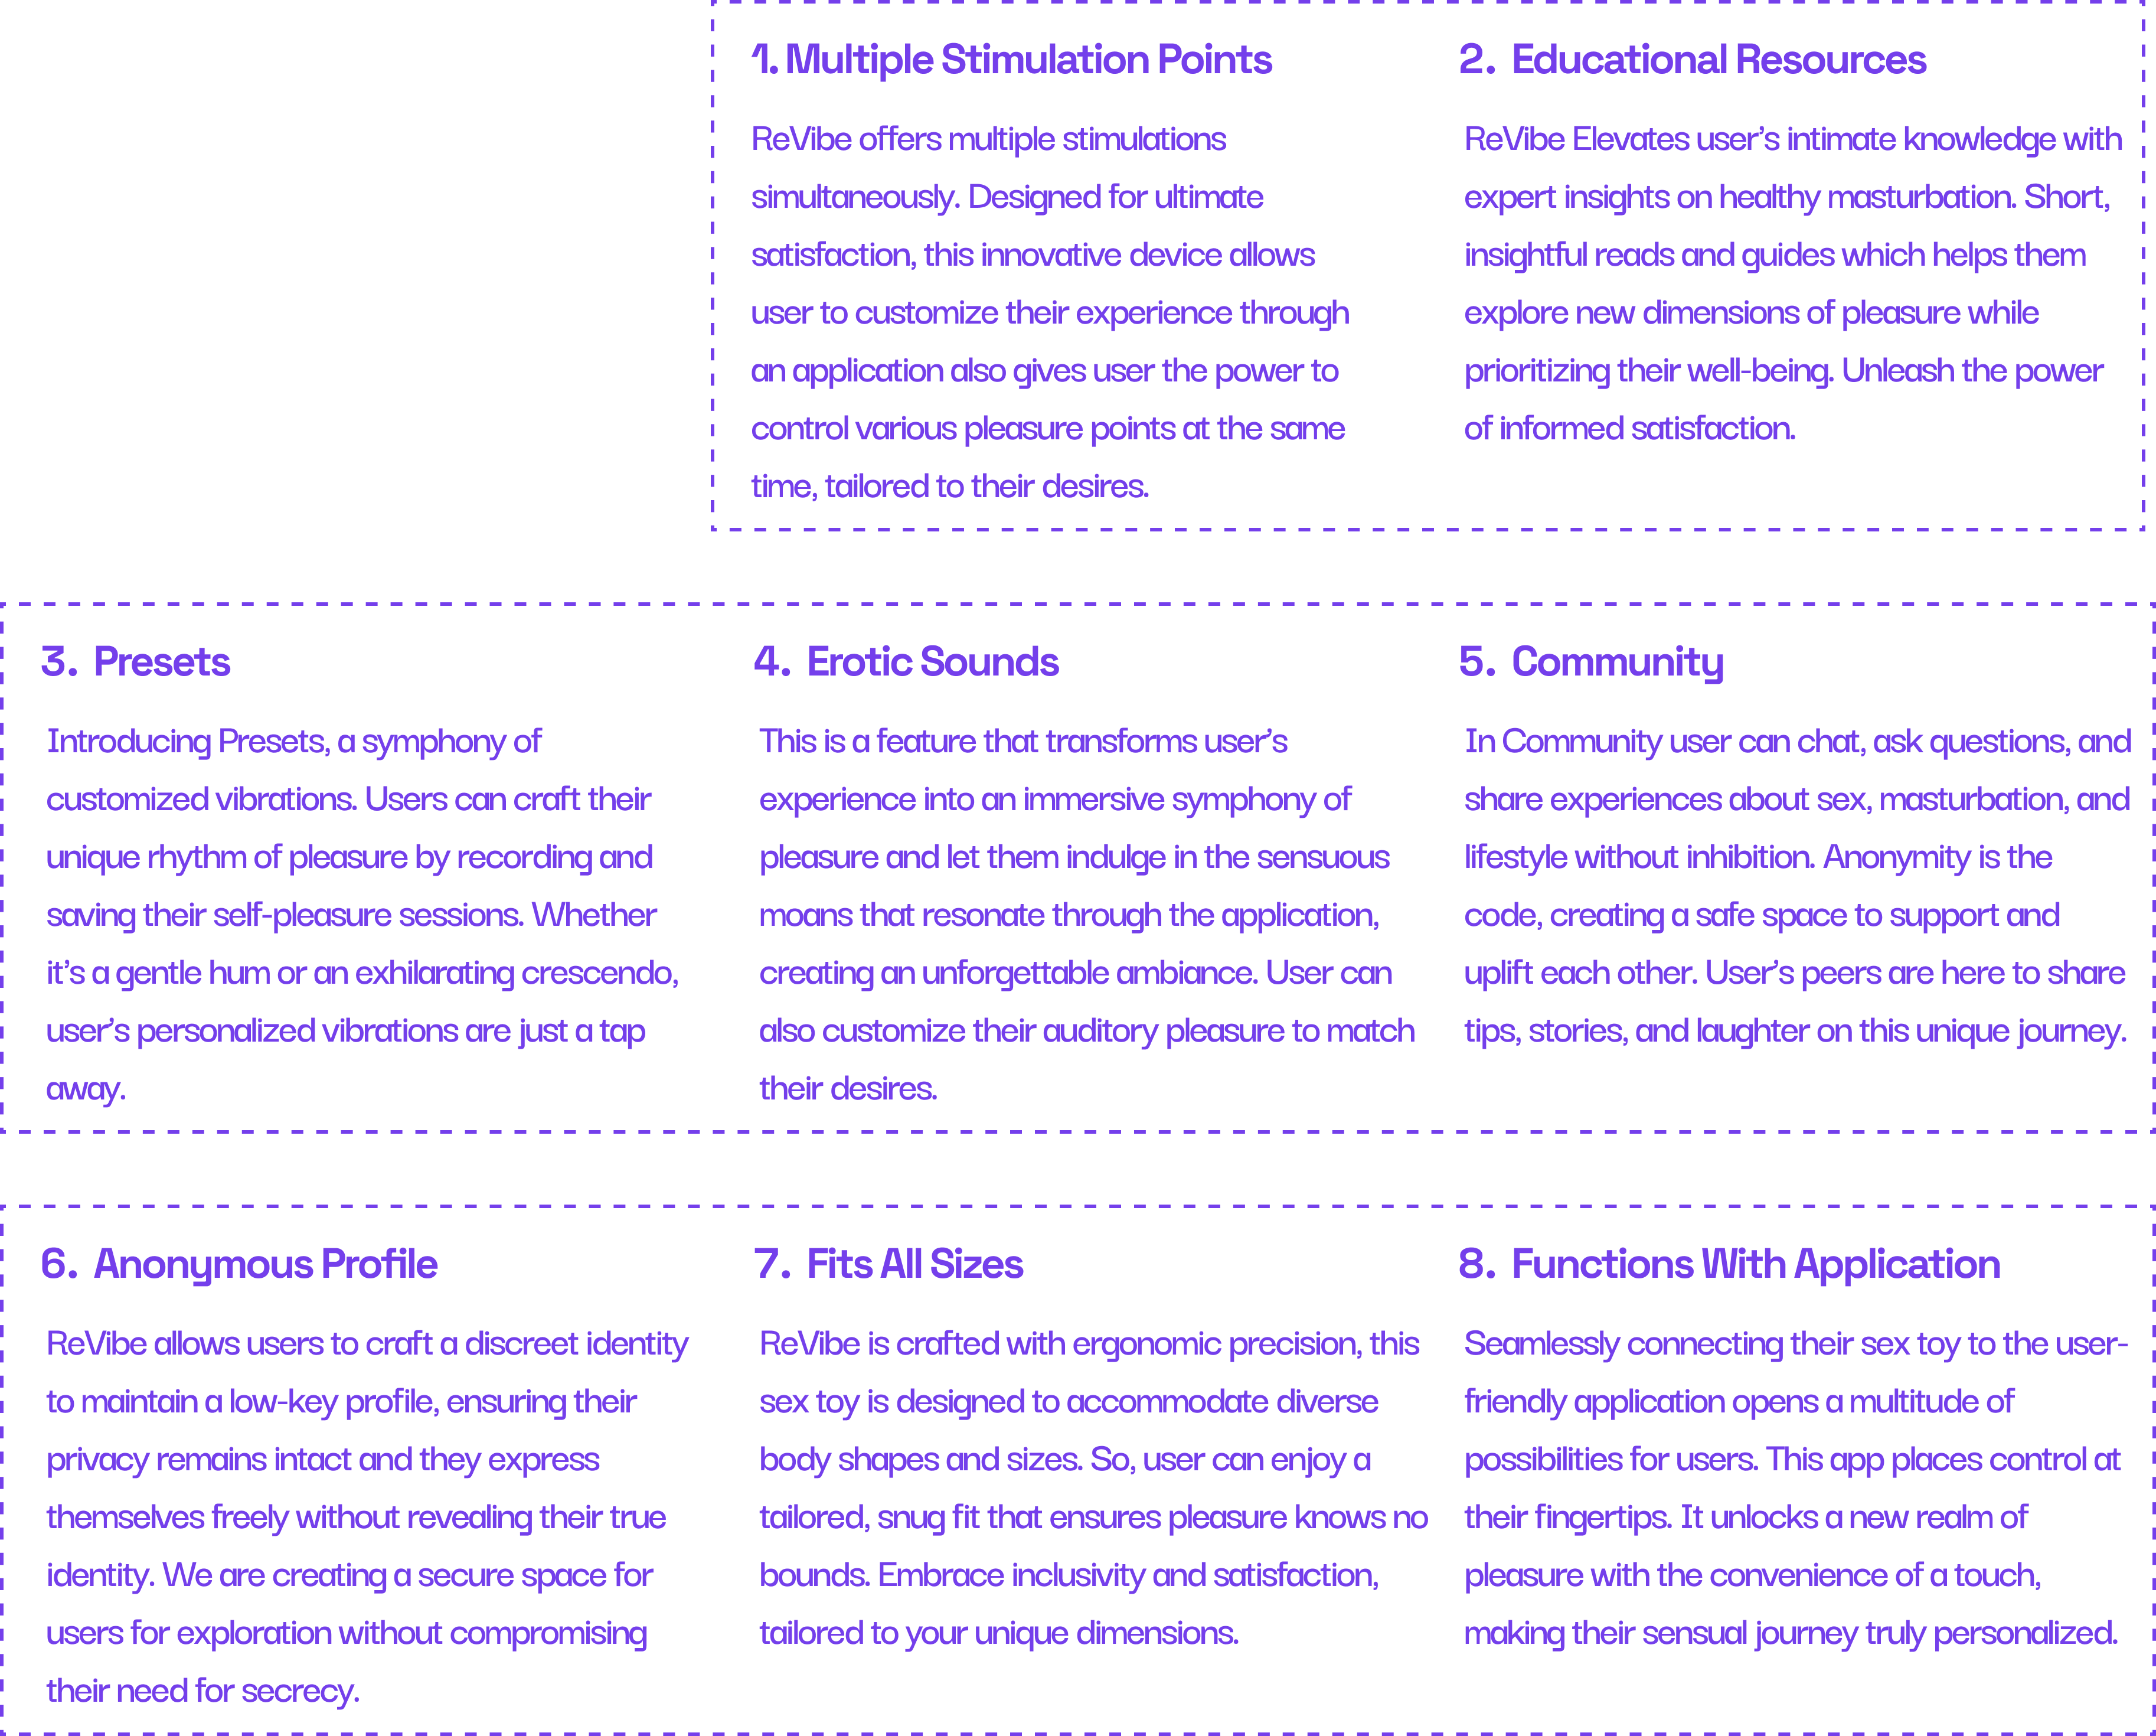 1. Multiple Stimulation Points
ReVibe offers multiple stimulations
simultaneously. Designed for ultimate
satisfaction, this innovative device allows
user to customize their experience through
an application also gives user the power to
control various pleasure points at the same
time, tailored to their desires.
2. Educational Resources
ReVibe Elevates user’s intimate knowledge with
expert insights on healthy masturbation. Short,
insightful reads and guides which helps them
explore new dimensions of pleasure while
prioritizing their well-being. Unleash the power
of informed satisfaction.
3. Presets
Introducing Presets, a symphony of
customized vibrations. Users can craft their
unique rhythm of pleasure by recording and
saving their self-pleasure sessions. Whether
it’s a gentle hum or an exhilarating crescendo,
user’s personalized vibrations are just a tap
away.
4. Erotic Sounds
This is a feature that transforms user’s
experience into an immersive symphony of
pleasure and let them indulge in the sensuous
moans that resonate through the application,
creating an unforgettable ambiance. User can
also customize their auditory pleasure to match
their desires.
5. Community
In Community user can chat, ask questions, and
share experiences about sex, masturbation, and
lifestyle without inhibition. Anonymity is the
code, creating a safe space to support and
uplift each other. User’s peers are here to share
tips, stories, and laughter on this unique journey.
6. Anonymous Profile
ReVibe allows users to craft a discreet identity
to maintain a low-key profile, ensuring their
privacy remains intact and they express
themselves freely without revealing their true
identity. We are creating a secure space for
users for exploration without compromising
their need for secrecy.
7. Fits All Sizes
ReVibe is crafted with ergonomic precision, this
sex toy is designed to accommodate diverse
body shapes and sizes. So, user can enjoy a
tailored, snug fit that ensures pleasure knows no
bounds. Embrace inclusivity and satisfaction,
tailored to your unique dimensions.
8. Functions With Application
Seamlessly connecting their sex toy to the user-
friendly application opens a multitude of
possibilities for users. This app places control at
their fingertips. It unlocks a new realm of
pleasure with the convenience of a touch,
making their sensual journey truly personalized.